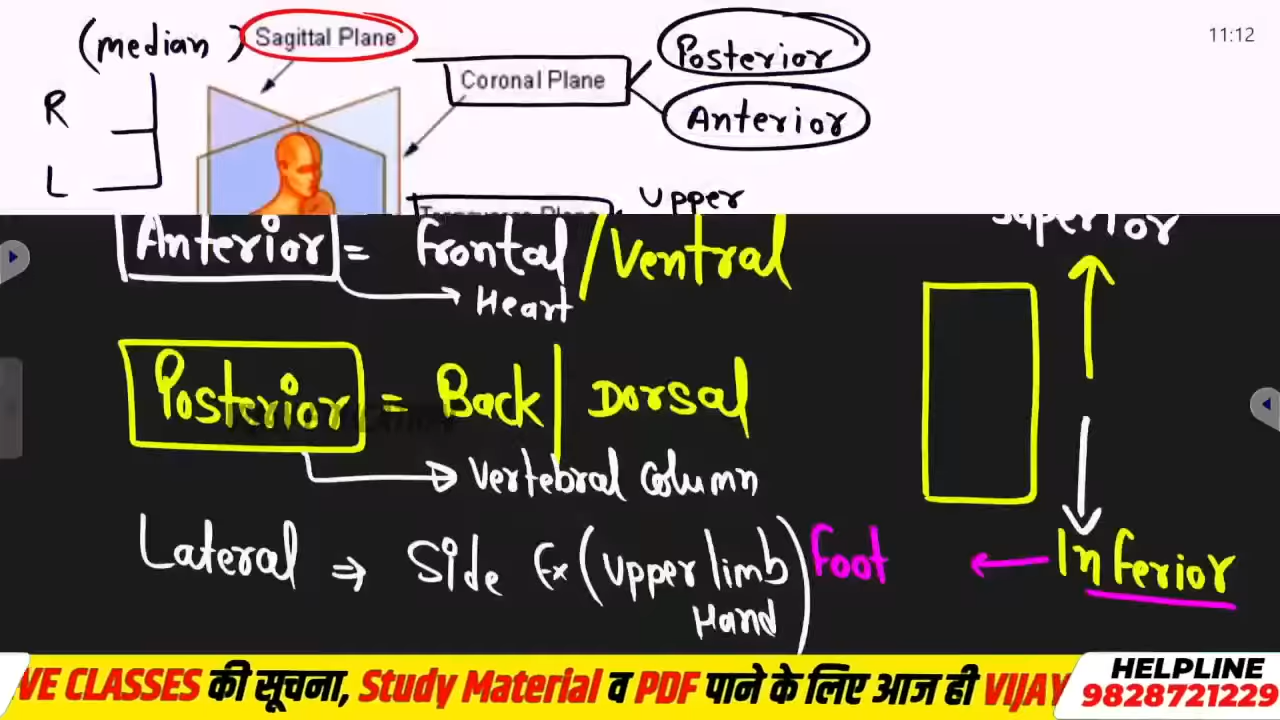 (median) Sagittal Plane
11:12
Coronal Plane
Posterior
Anterior
R
L
Upper
Superior
Anterior = Frontal / Ventral
Heart
Posterior = Back | Dorsal
Vertebral Column
Lateral ⇒ Side Ex (Upper limb) Foot
Hand
Inferior
VE CLASSES की सूचना, Study Material व PDF पाने के लिए आज ही VIJAY
HELPLINE
9828721229